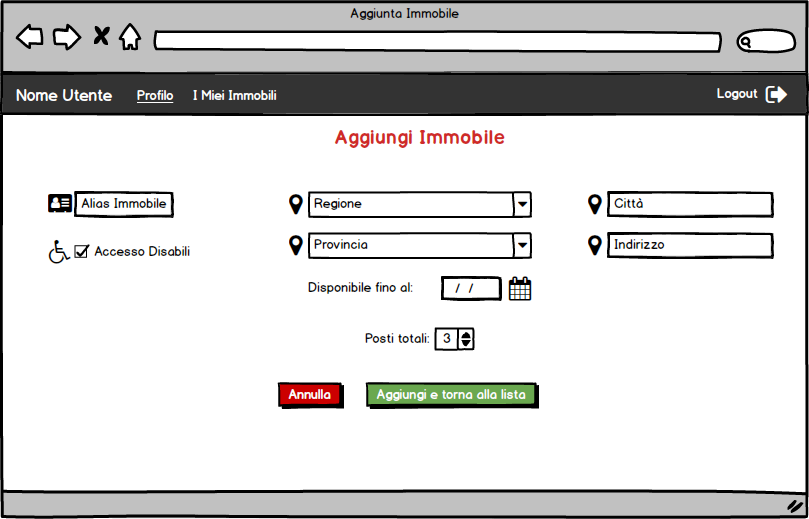 Aggiunta Immobile
Nome Utente Profilo I Miei Immobili Logout
Aggiungi Immobile
Alias Immobile Regione Città
Accesso Disabili Provincia Indirizzo
Disponibile fino al: / /
Posti totali: 3
Annulla Aggiungi e torna alla lista